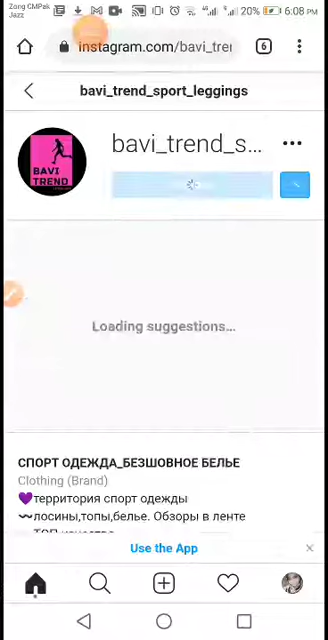 Zong CMPak
Jazz
20% 6:08 PM
instagram.com/bavi_trei
6
bavi_trend_sport_leggings
BAVI
TREND
bavi_trend_s...
Loading suggestions...
СПОРТ ОДЕЖДА_БЕЗШОВНОЕ БЕЛЬЕ
Clothing (Brand)
💜территория спорт одежды
〰лосины,топы,белье. Обзоры в ленте
Use the App